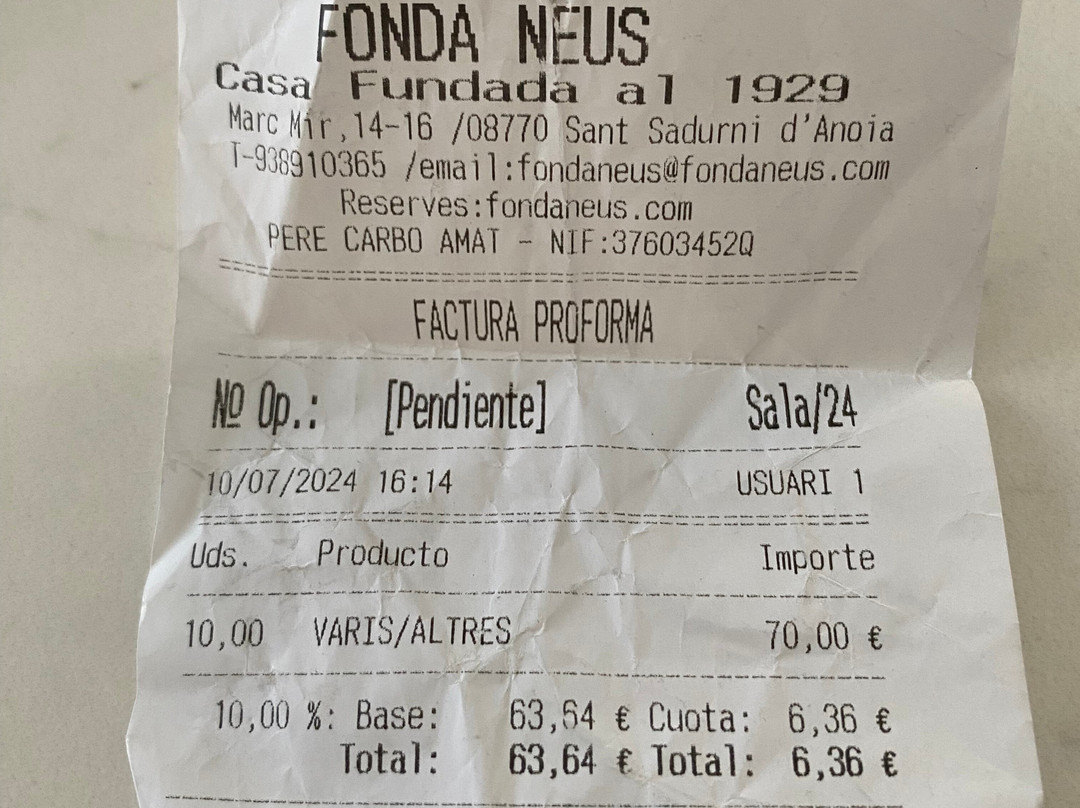 FONDA NEUS
Casa Fundada al 1929
Marc Mir,14-16 /08770 Sant Sadurni d'Anoia
T-938910365 /email:fondaneus@fondaneus.com
Reserves:fondaneus.com
PERE CARBO AMAT - NIF:37603452Q
FACTURA PROFORMA
Nº Op.: [Pendiente] Sala/24
10/07/2024 16:14 USUARI 1
Uds. Producto Importe
10,00 VARIS/ALTRES 70,00 €
10,00 %: Base: 63,64 € Cuota: 6,36 €
Total: 63,64 € Total: 6,36 €